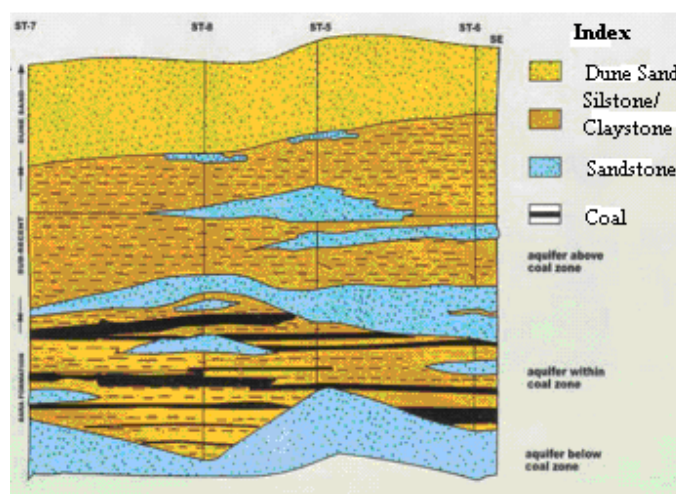 ST-7
ST-8
ST-5
ST-6
SE
Index
Dune Sand
Silstone/
Claystone
Sandstone
Coal
DUNE SAND
SUB-RECENT
BARA FORMATION
aquifer above
coal zone
aquifer within
coal zone
aquifer below
coal zone